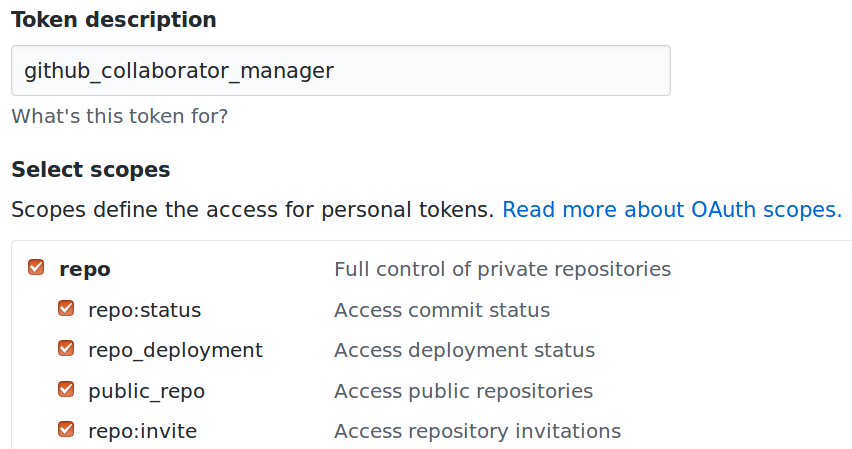 Token description
github_collaborator_manager
What's this token for?
Select scopes
Scopes define the access for personal tokens. Read more about OAuth scopes.
repo Full control of private repositories
repo:status Access commit status
repo_deployment Access deployment status
public_repo Access public repositories
repo:invite Access repository invitations